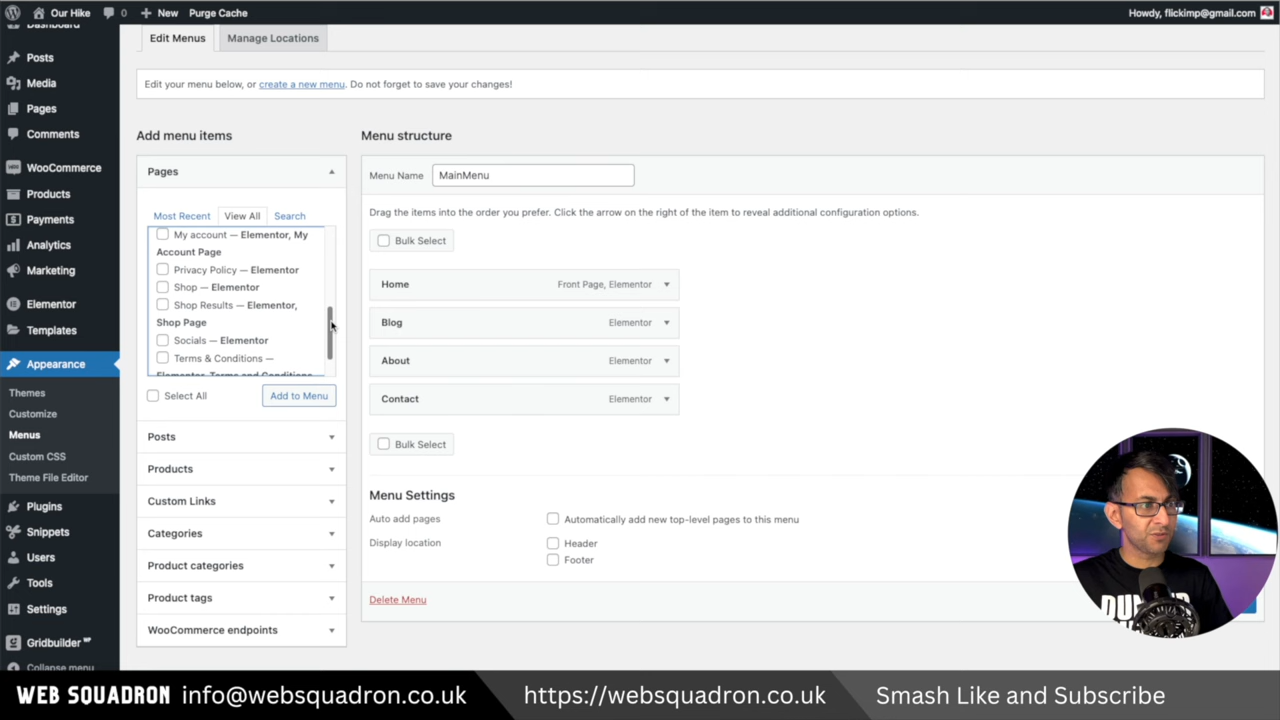 Our Hike
New
Purge Cache
Howdy, flickimp@gmail.com
Dashboard
Posts
Media
Pages
Comments
WooCommerce
Products
Payments
Analytics
Marketing
Elementor
Templates
Appearance
Themes
Customize
Menus
Custom CSS
Theme File Editor
Plugins
Snippets
Users
Tools
Settings
Gridbuilder WP
Collapse menu
Edit Menus
Manage Locations
Edit your menu below, or create a new menu. Do not forget to save your changes!
Add menu items
Pages
Most Recent
View All
Search
My account — Elementor, My
Account Page
Privacy Policy — Elementor
Shop — Elementor
Shop Results — Elementor,
Shop Page
Socials — Elementor
Terms & Conditions —
Elementor, Terms and Conditions
Select All
Add to Menu
Posts
Products
Custom Links
Categories
Product categories
Product tags
WooCommerce endpoints
Menu structure
Menu Name
MainMenu
Drag the items into the order you prefer. Click the arrow on the right of the item to reveal additional configuration options.
Bulk Select
Home
Front Page, Elementor
Blog
Elementor
About
Elementor
Contact
Elementor
Bulk Select
Menu Settings
Auto add pages
Automatically add new top-level pages to this menu
Display location
Header
Footer
Delete Menu
WEB SQUADRON
info@websquadron.co.uk
https://websquadron.co.uk
Smash Like and Subscribe